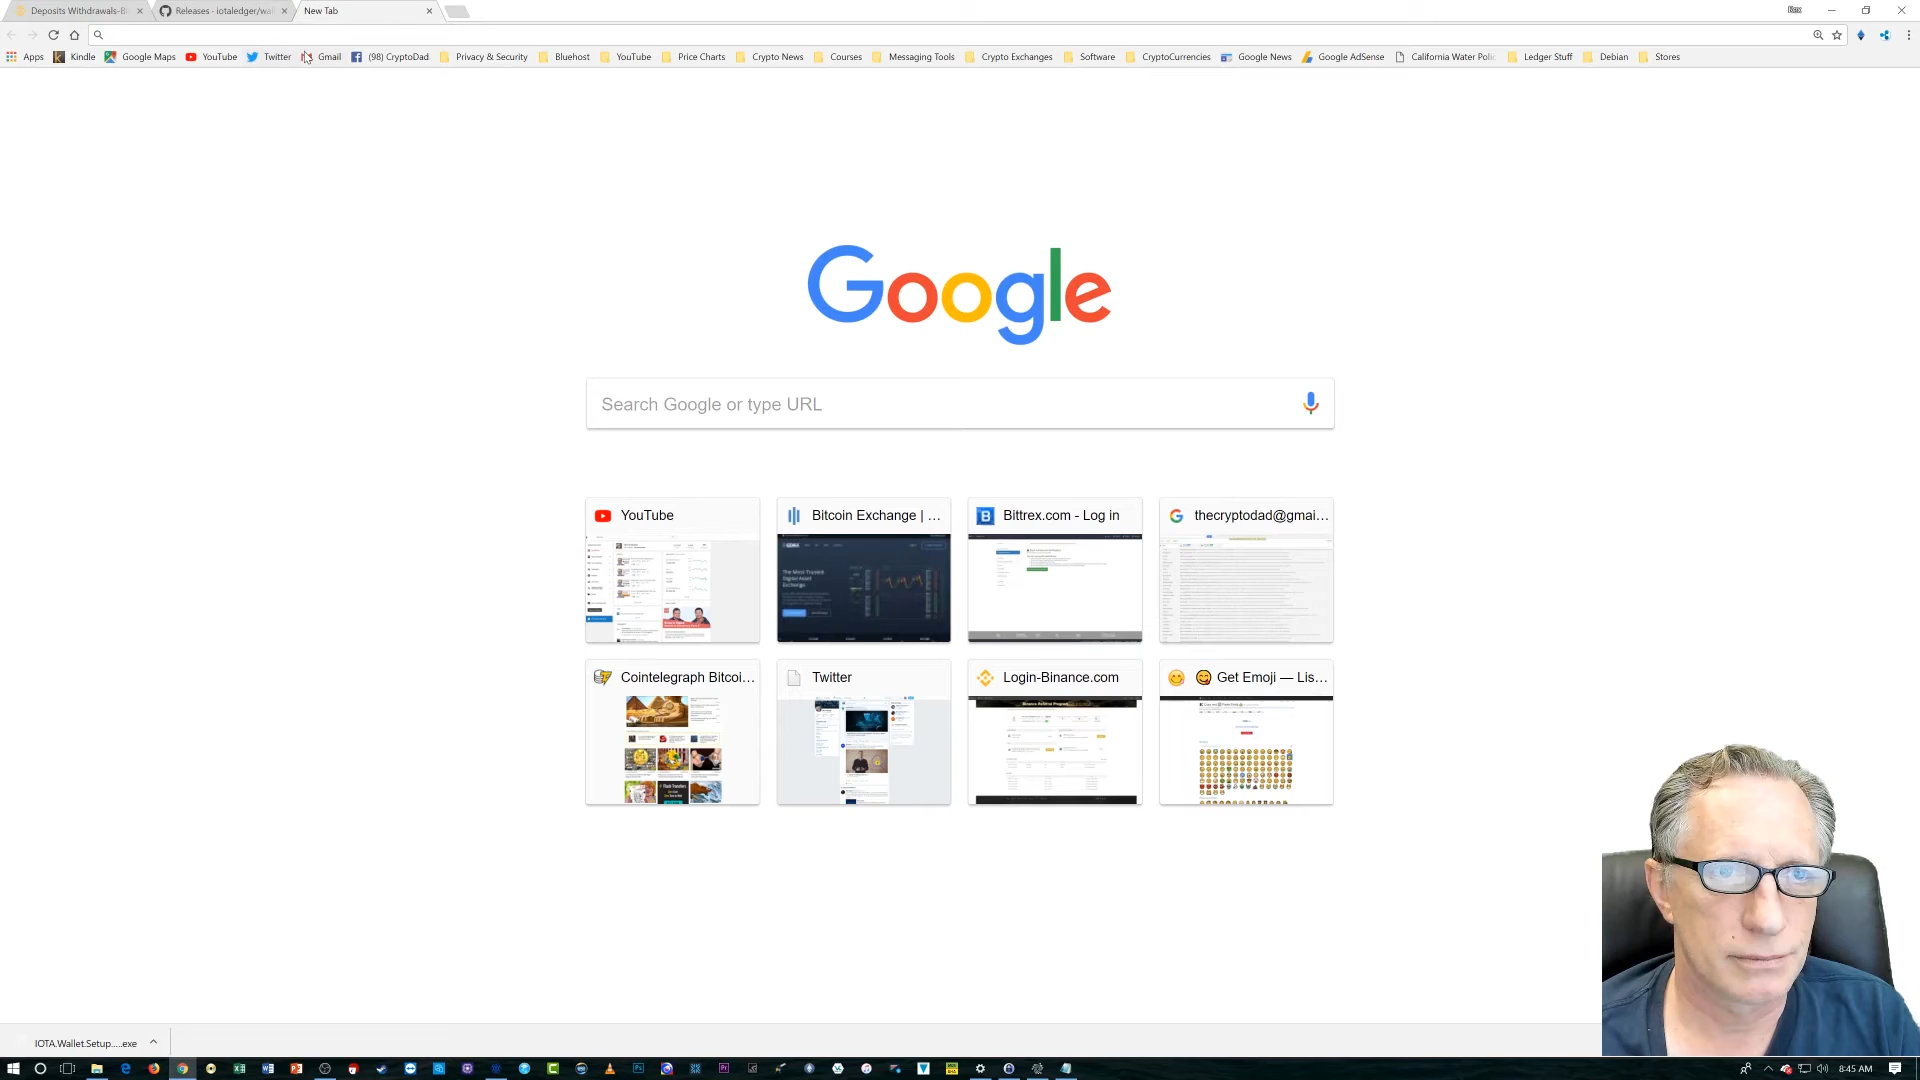 Deposits Withdrawals-Bi
Releases · iotaledger/wal
New Tab
Apps
Kindle
Google Maps
YouTube
Twitter
Gmail
(98) CryptoDad
Privacy & Security
Bluehost
YouTube
Price Charts
Crypto News
Courses
Messaging Tools
Crypto Exchanges
Software
CryptoCurrencies
Google News
Google AdSense
California Water Poli
Ledger Stuff
Debian
Stores
Google
Search Google or type URL
YouTube
Bitcoin Exchange | ...
Bittrex.com - Log in
thecryptodad@gmai...
Cointelegraph Bitcoi...
Twitter
Login-Binance.com
Get Emoji — Lis...
IOTA.Wallet.Setup.....exe
8:45 AM